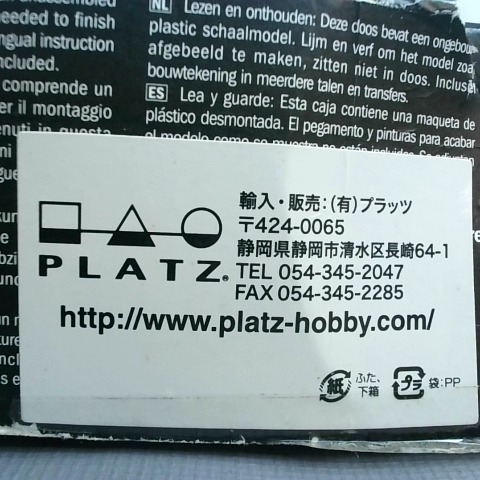 needed to finish
ngual instruction
ncluded.
comprende un
er il montaggio
NL Lezen en onthouden: Deze doos bevat een ongebouw
plastic schaalmodel. Lijm en verf om het model zoa
afgebeeld te maken, zitten niet in doos. Inclusie
bouwtekening in meerdere talen en transfers.
ES Lea y guarde: Esta caja contiene una maqueta de
plástico desmontada. El pegamento y pinturas para acabar
PLATZ®
輸入・販売:(有)プラッツ
〒424-0065
静岡県静岡市清水区長崎64-1
TEL 054-345-2047
FAX 054-345-2285
http://www.platz-hobby.com/
紙 ふた、
下箱
プラ 袋:PP